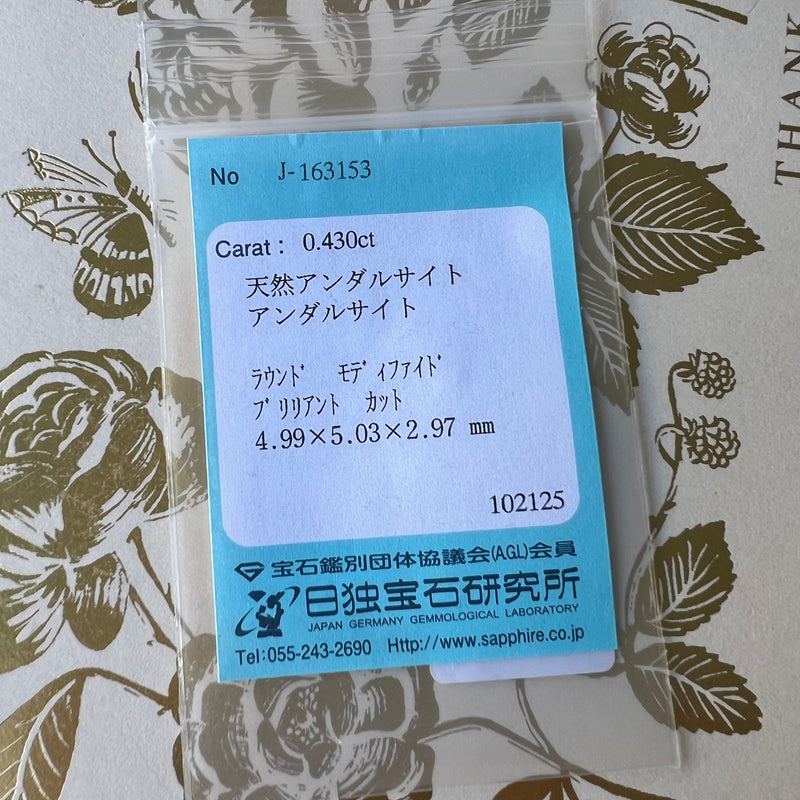 THANK
No J-163153
Carat : 0.430ct
天然アンダルサイト
アンダルサイト
ﾗｳﾝﾄﾞ ﾓﾃﾞｨﾌｧｲﾄﾞ
ﾌﾞﾘﾘｱﾝﾄ ｶｯﾄ
4.99×5.03×2.97 mm
102125
宝石鑑別団体協議会(AGL)会員
日独宝石研究所
JAPAN GERMANY GEMMOLOGICAL LABORATORY
Tel:055-243-2690 Http://www.sapphire.co.jp